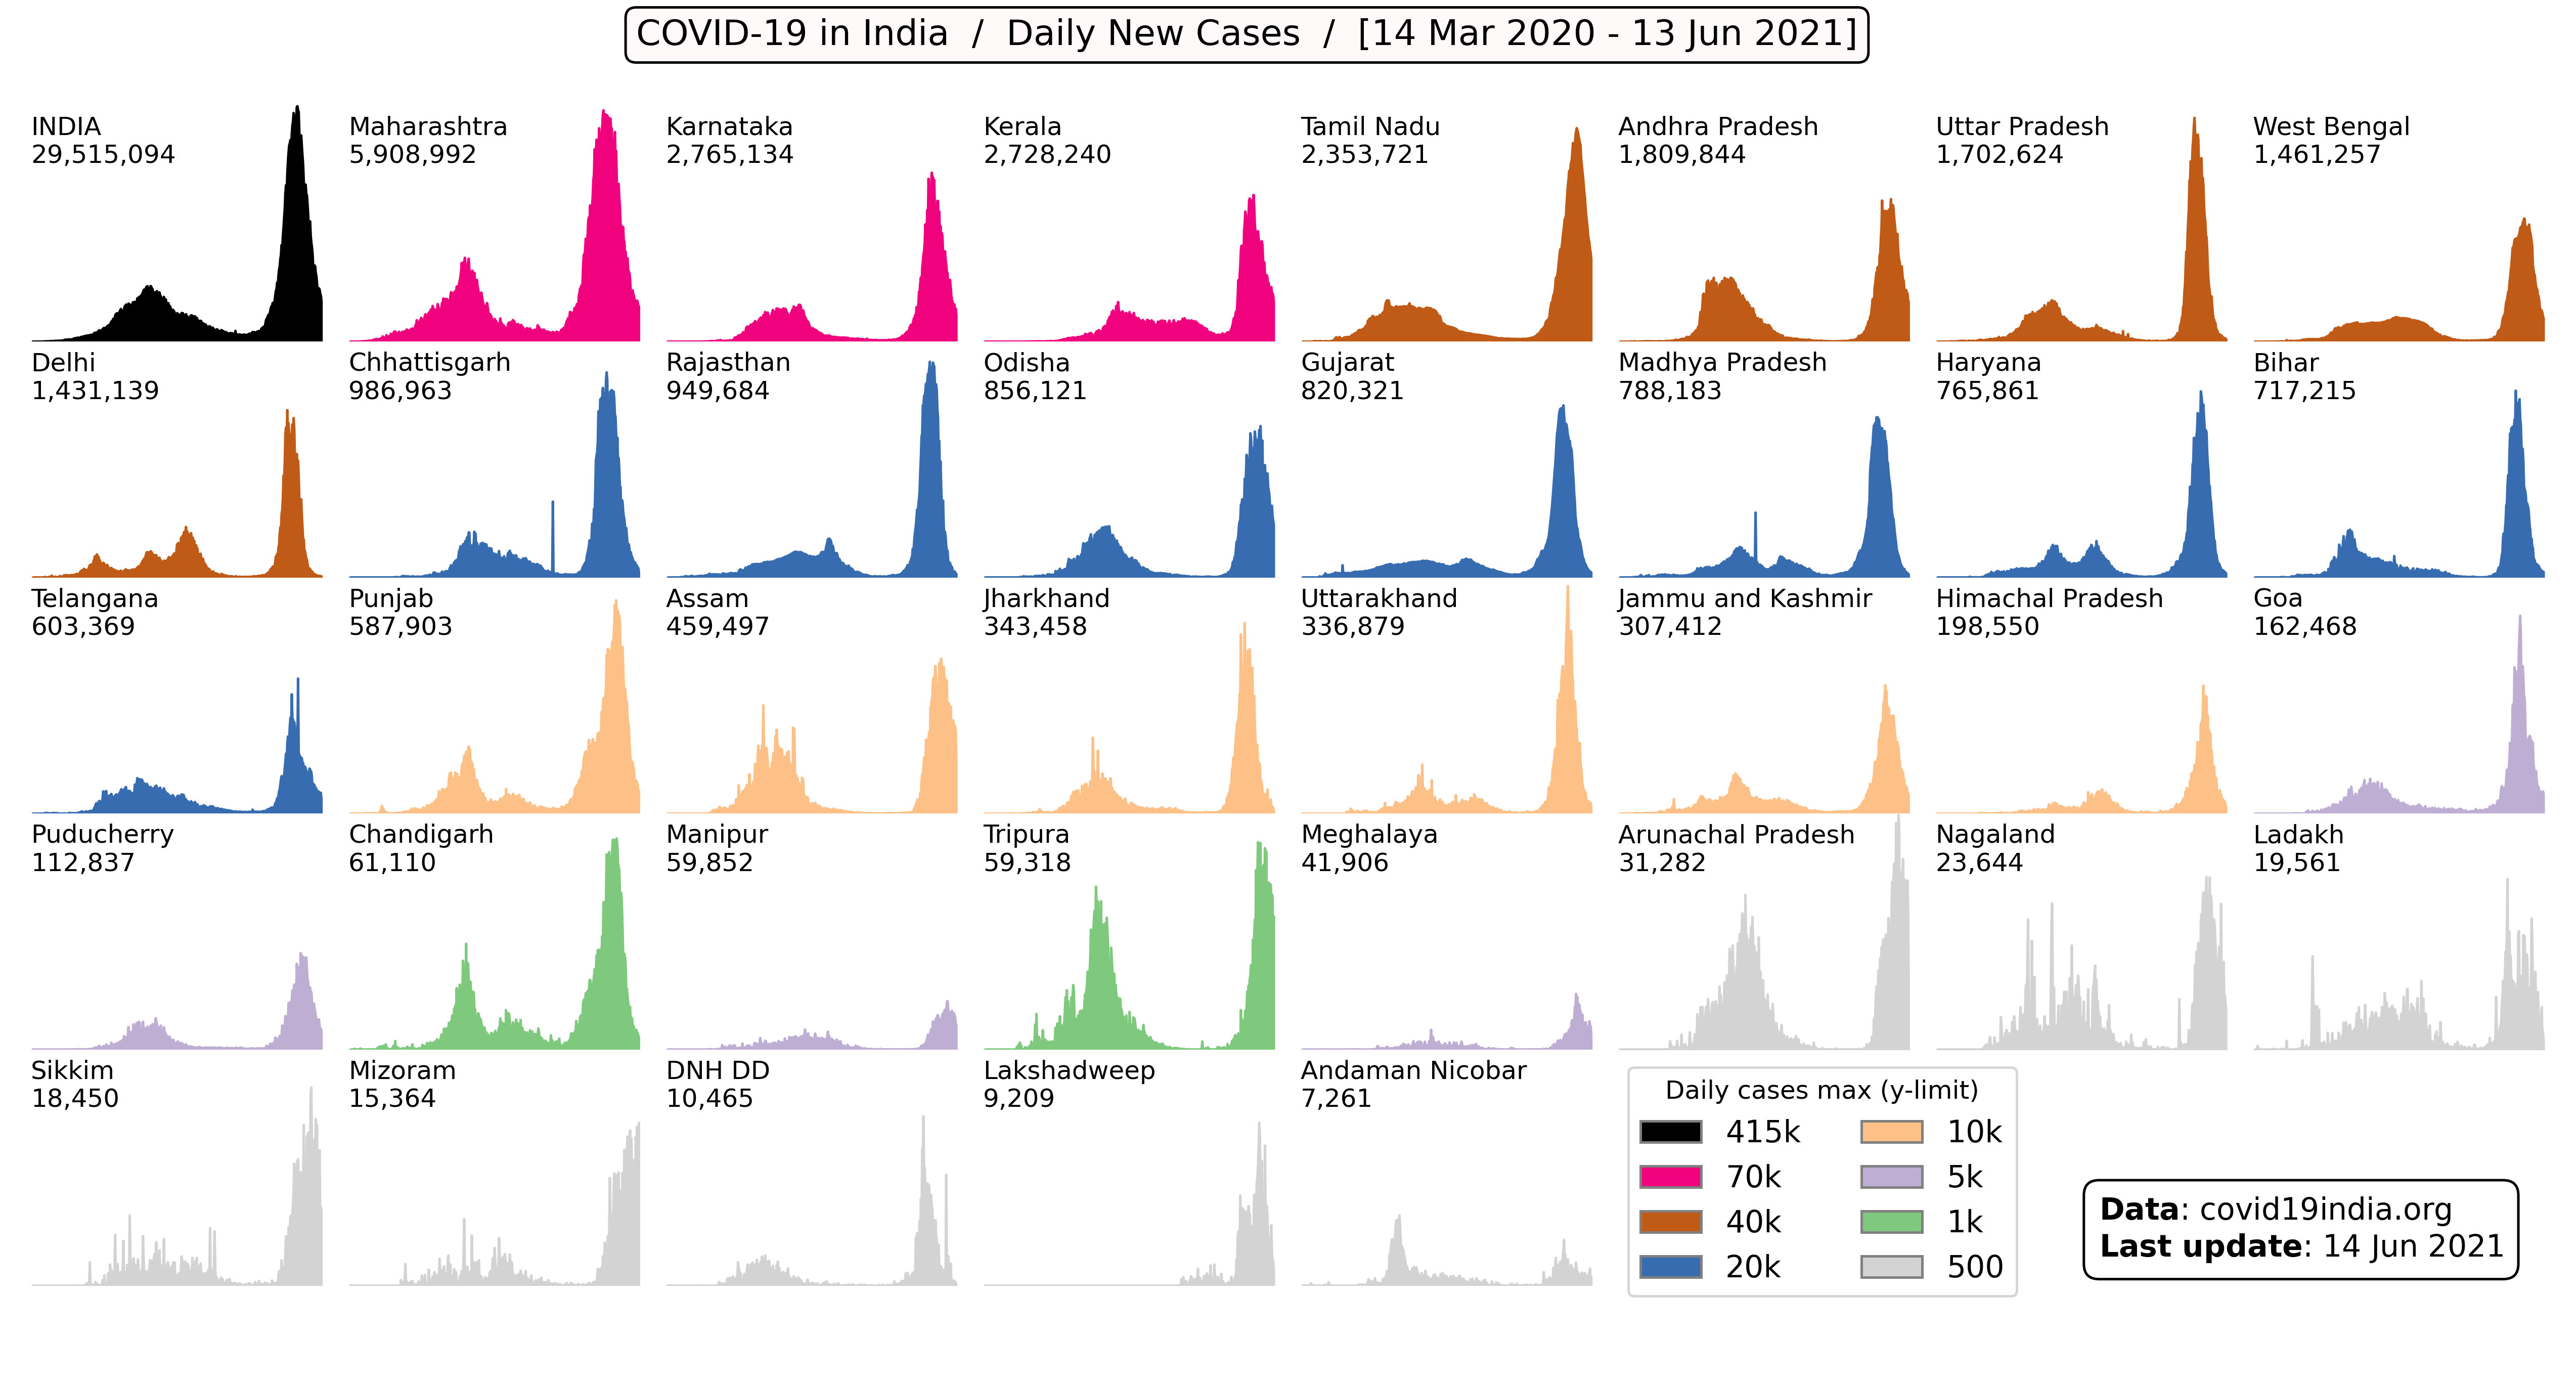 COVID-19 in India / Daily New Cases / [14 Mar 2020 - 13 Jun 2021]
INDIA
29,515,094
Maharashtra
5,908,992
Karnataka
2,765,134
Kerala
2,728,240
Tamil Nadu
2,353,721
Andhra Pradesh
1,809,844
Uttar Pradesh
1,702,624
West Bengal
1,461,257
Delhi
1,431,139
Chhattisgarh
986,963
Rajasthan
949,684
Odisha
856,121
Gujarat
820,321
Madhya Pradesh
788,183
Haryana
765,861
Bihar
717,215
Telangana
603,369
Punjab
587,903
Assam
459,497
Jharkhand
343,458
Uttarakhand
336,879
Jammu and Kashmir
307,412
Himachal Pradesh
198,550
Goa
162,468
Puducherry
112,837
Chandigarh
61,110
Manipur
59,852
Tripura
59,318
Meghalaya
41,906
Arunachal Pradesh
31,282
Nagaland
23,644
Ladakh
19,561
Sikkim
18,450
Mizoram
15,364
DNH DD
10,465
Lakshadweep
9,209
Andaman Nicobar
7,261
Daily cases max (y-limit)
415k
70k
40k
20k
10k
5k
1k
500
Data: covid19india.org
Last update: 14 Jun 2021